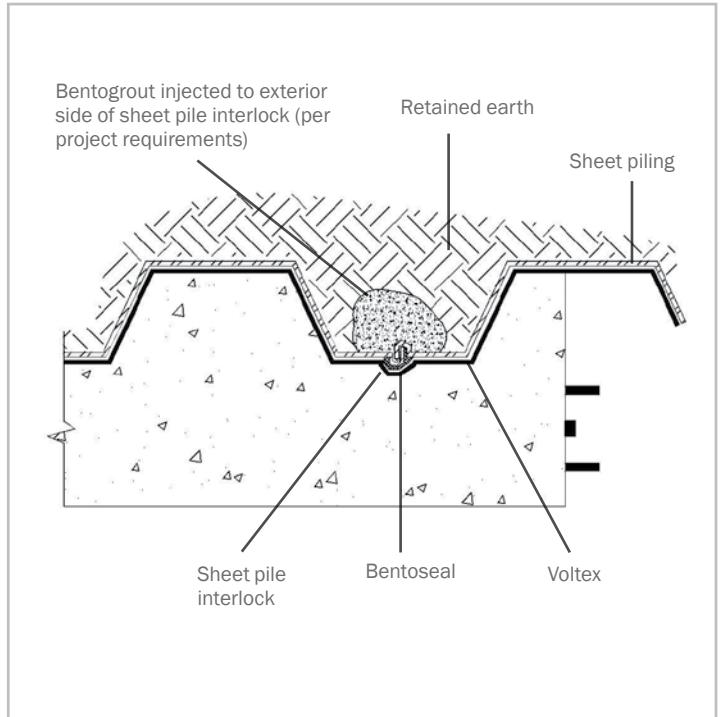 Bentogrout injected to exterior
side of sheet pile interlock (per
project requirements)
Retained earth
Sheet piling
Sheet pile
interlock
Bentoseal
Voltex